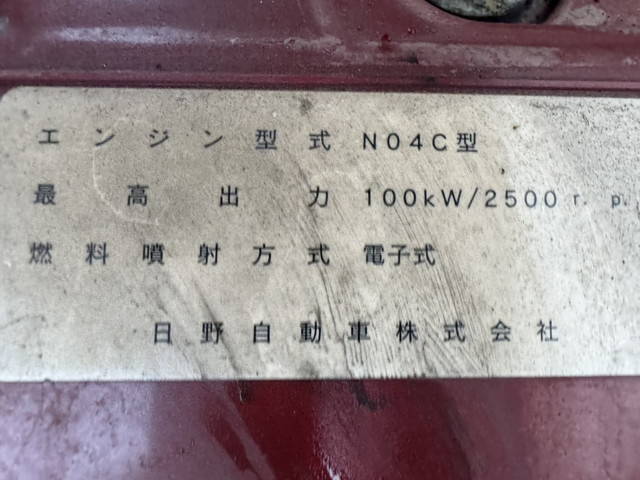 エンジン型式 N04C型
最高出力 100kW/2500r.p.
燃料噴射方式 電子式
日野自動車株式会社